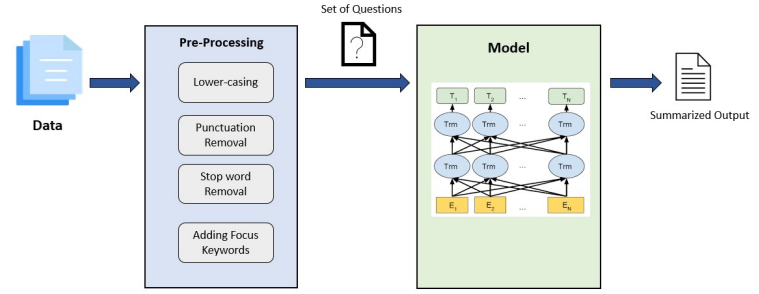 Set of Questions
Data
Pre-Processing
Lower-casing
Punctuation
Removal
Stop word
Removal
Adding Focus
Keywords
?
Model
T1 T2 ... TN
Trm Trm ... Trm
Trm Trm ... Trm
E1 E2 ... EN
Summarized Output